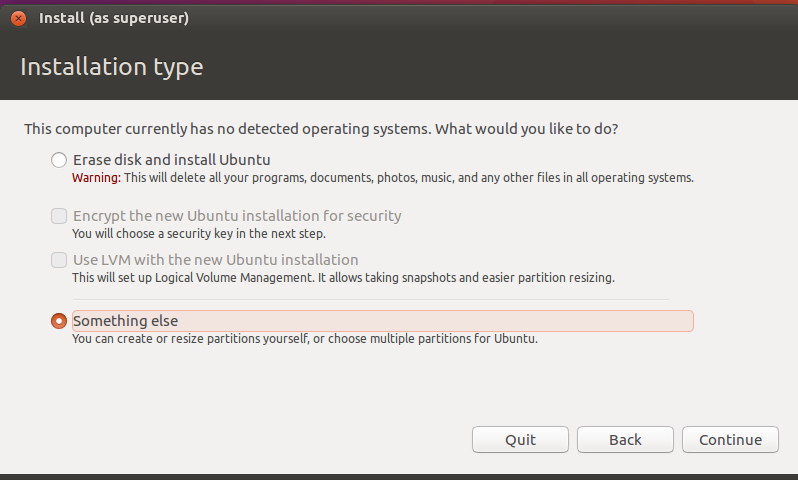 Install (as superuser)
Installation type
This computer currently has no detected operating systems. What would you like to do?
Erase disk and install Ubuntu
Warning: This will delete all your programs, documents, photos, music, and any other files in all operating systems.
Encrypt the new Ubuntu installation for security
You will choose a security key in the next step.
Use LVM with the new Ubuntu installation
This will set up Logical Volume Management. It allows taking snapshots and easier partition resizing.
Something else
You can create or resize partitions yourself, or choose multiple partitions for Ubuntu.
Quit
Back
Continue